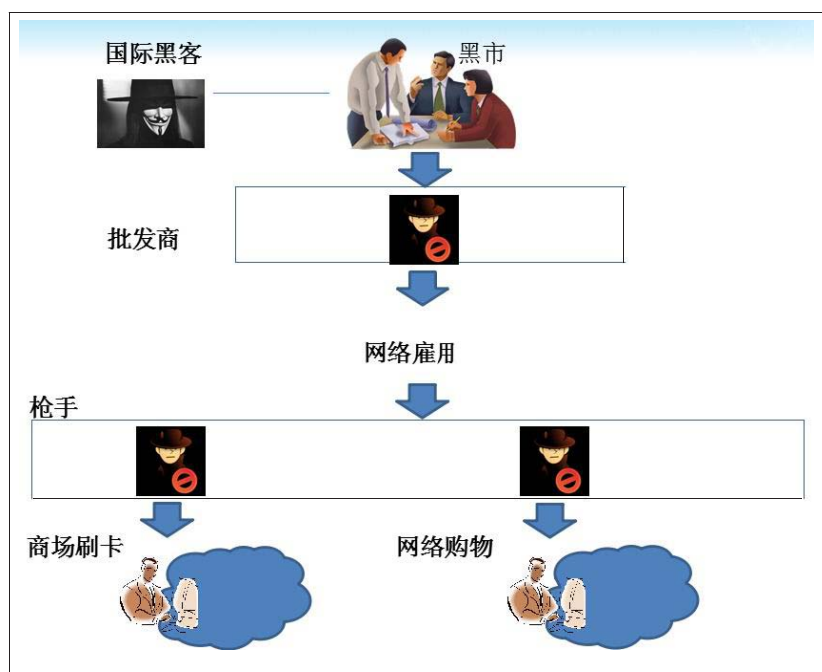 国际黑客
黑市
批发商
网络雇用
枪手
商场刷卡
网络购物